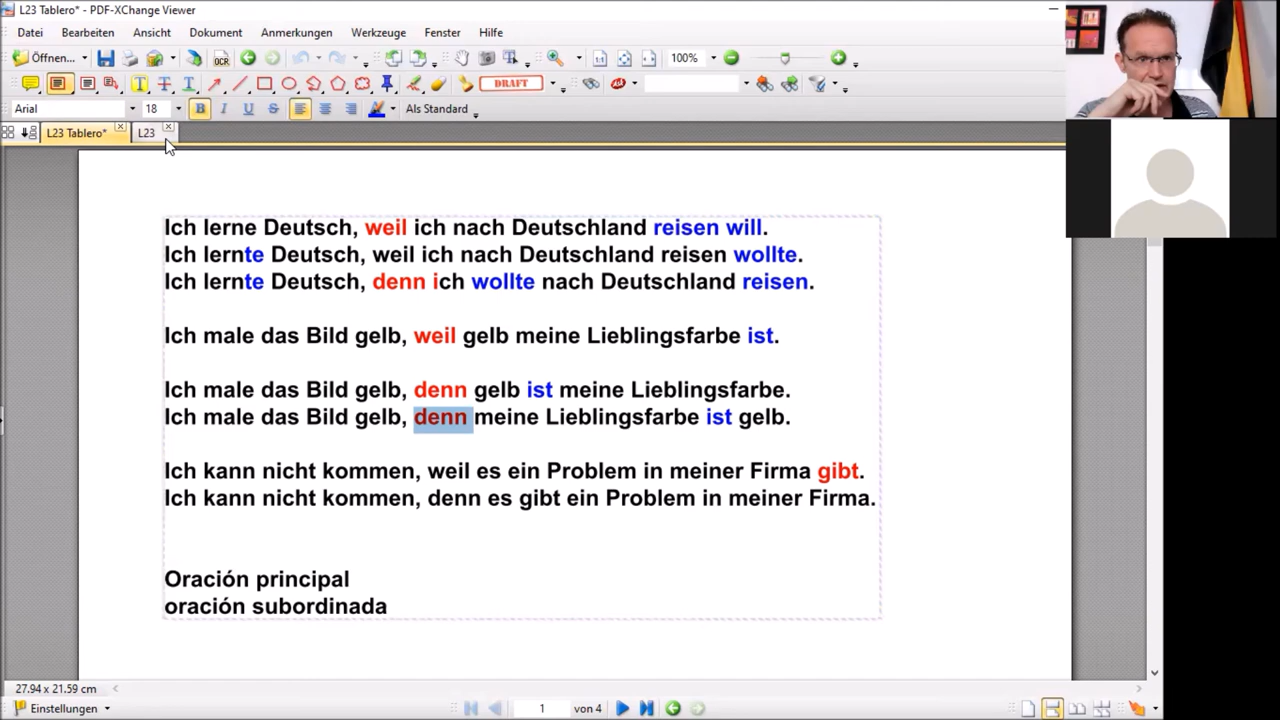 L23 Tablero* - PDF-XChange Viewer
Datei Bearbeiten Ansicht Dokument Anmerkungen Werkzeuge Fenster Hilfe
Öffnen... OCR 100%
DRAFT
Arial 18 B I U Als Standard
L23 Tablero* L23
Ich lerne Deutsch, weil ich nach Deutschland reisen will.
Ich lernte Deutsch, weil ich nach Deutschland reisen wollte.
Ich lernte Deutsch, denn ich wollte nach Deutschland reisen.
Ich male das Bild gelb, weil gelb meine Lieblingsfarbe ist.
Ich male das Bild gelb, denn gelb ist meine Lieblingsfarbe.
Ich male das Bild gelb, denn meine Lieblingsfarbe ist gelb.
Ich kann nicht kommen, weil es ein Problem in meiner Firma gibt.
Ich kann nicht kommen, denn es gibt ein Problem in meiner Firma.
Oración principal
oración subordinada
27.94 x 21.59 cm
Einstellungen 1 von 4